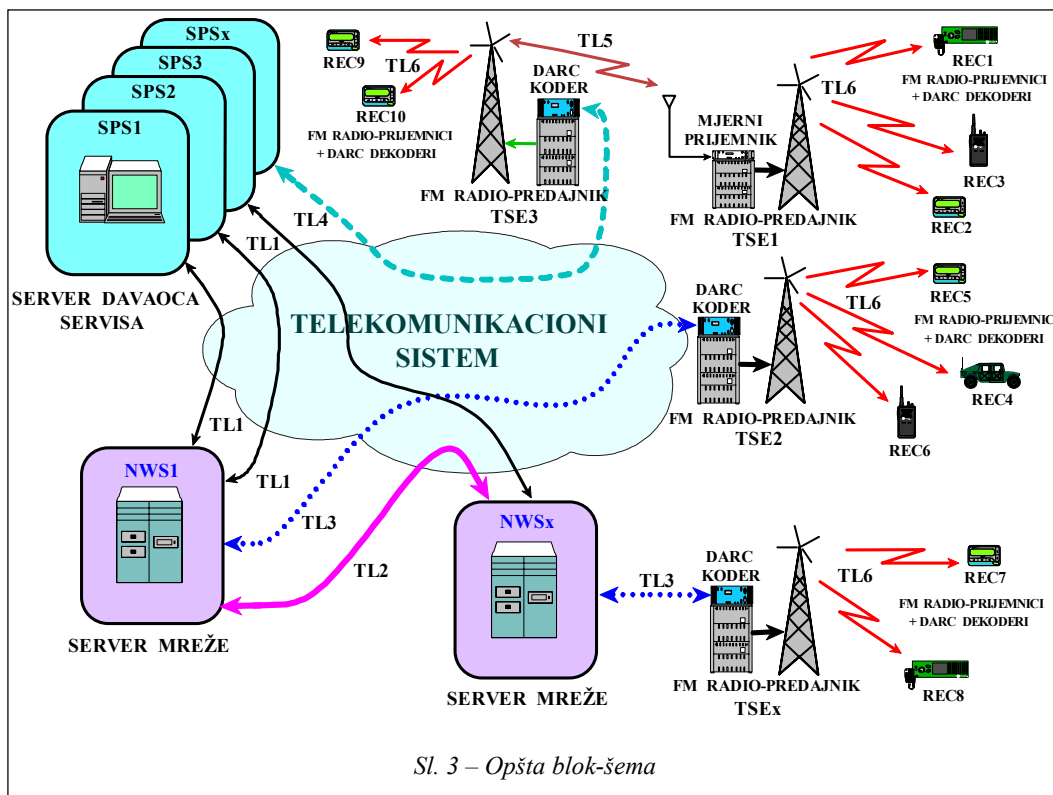 SPSx
SPS3
SPS2
SPS1
SERVER DAVAOCA
SERVISA
REC9
TL6
REC10
FM RADIO-PRIJEMNICI
+ DARC DEKODERI
DARC
KODER
FM RADIO-PREDAJNIK
TSE3
TL5
MJERNI
PRIJEMNIK
FM RADIO-PREDAJNIK
TSE1
TL6
REC1
FM RADIO-PRIJEMNICI
+ DARC DEKODERI
REC3
REC2
TL4
TL1
TELEKOMUNIKACIONI
SISTEM
DARC
KODER
FM RADIO-PREDAJNIK
TSE2
TL6
REC5
FM RADIO-PRIJEMNICI
+ DARC DEKODERI
REC4
REC6
TL1
TL1
TL3
TL2
NWS1
SERVER MREŽE
NWSx
SERVER MREŽE
TL3
DARC
KODER
FM RADIO-PREDAJNIK
TSEx
TL6
REC7
FM RADIO-PRIJEMNICI
+ DARC DEKODERI
REC8
Sl. 3 – Opšta blok-šema